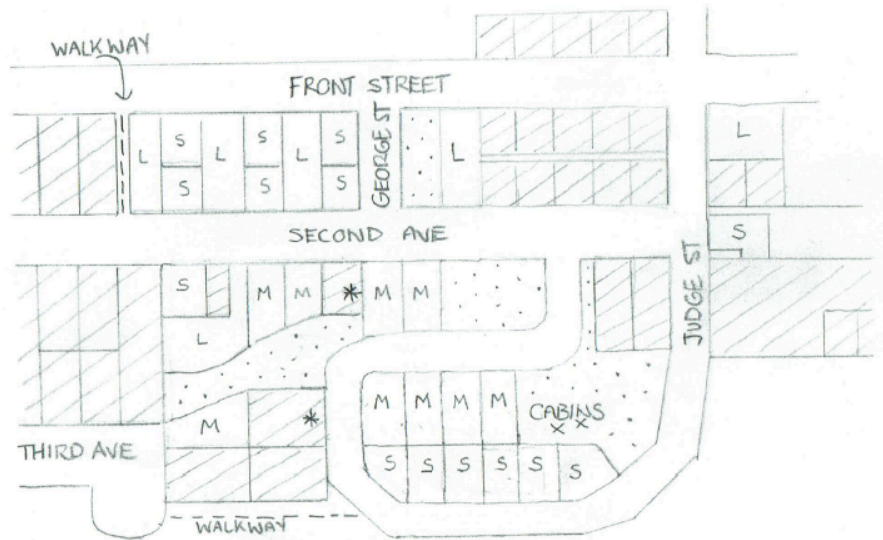 WALKWAY
FRONT STREET
L S L S L S
S S S
GEORGE ST
L
L
SECOND AVE
S
JUDGE ST
S M M * M M
L
M M M M
CABINS
X X
M *
THIRD AVE
S S S S S S
WALKWAY